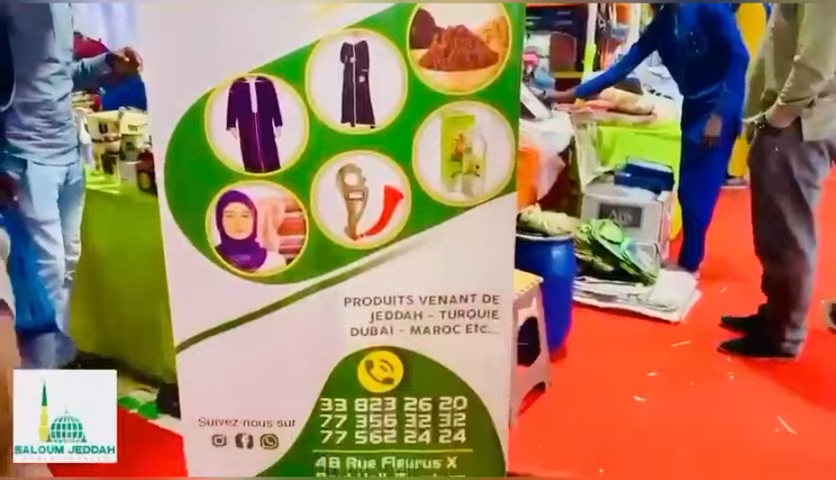 PRODUITS VENANT DE
JEDDAH - TURQUIE
DUBAI - MAROC Etc...
Suivez-nous sur
33 823 26 20
77 356 32 32
77 562 24 24
48 Rue Fleurus X
SALOUM JEDDAH